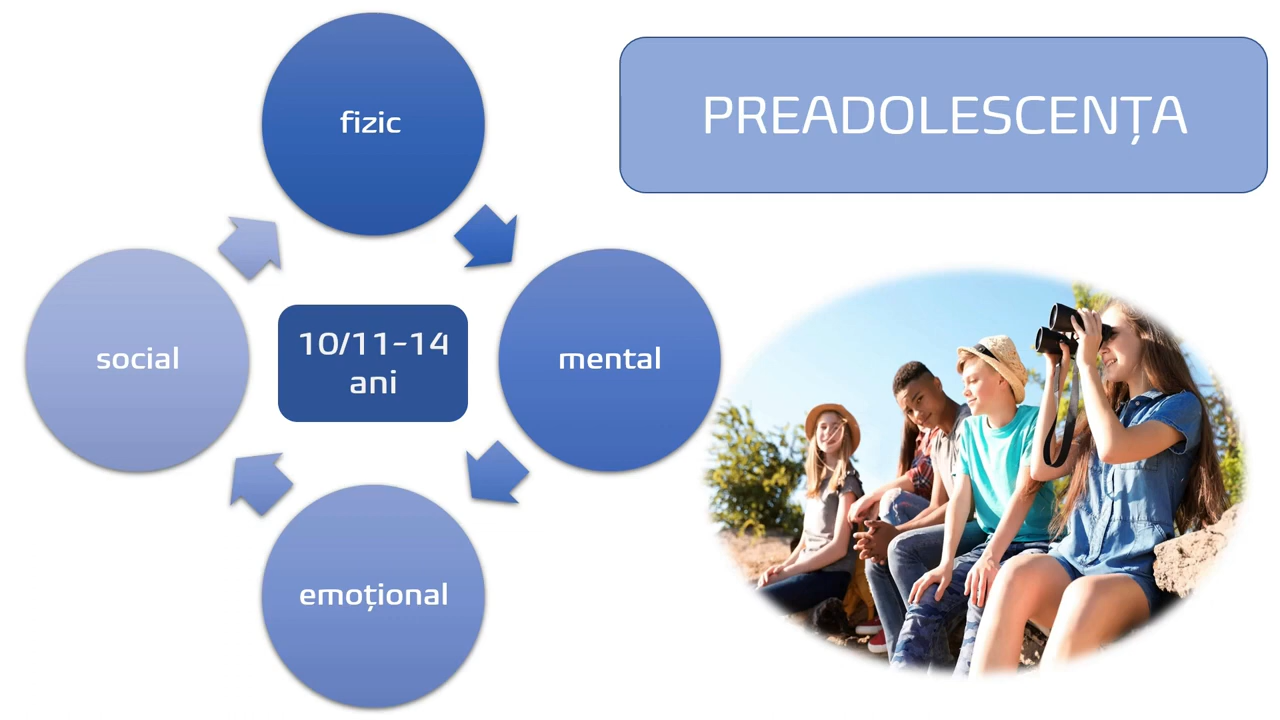 PREADOLESCENȚA
fizic
mental
emoțional
social
10/11-14
ani